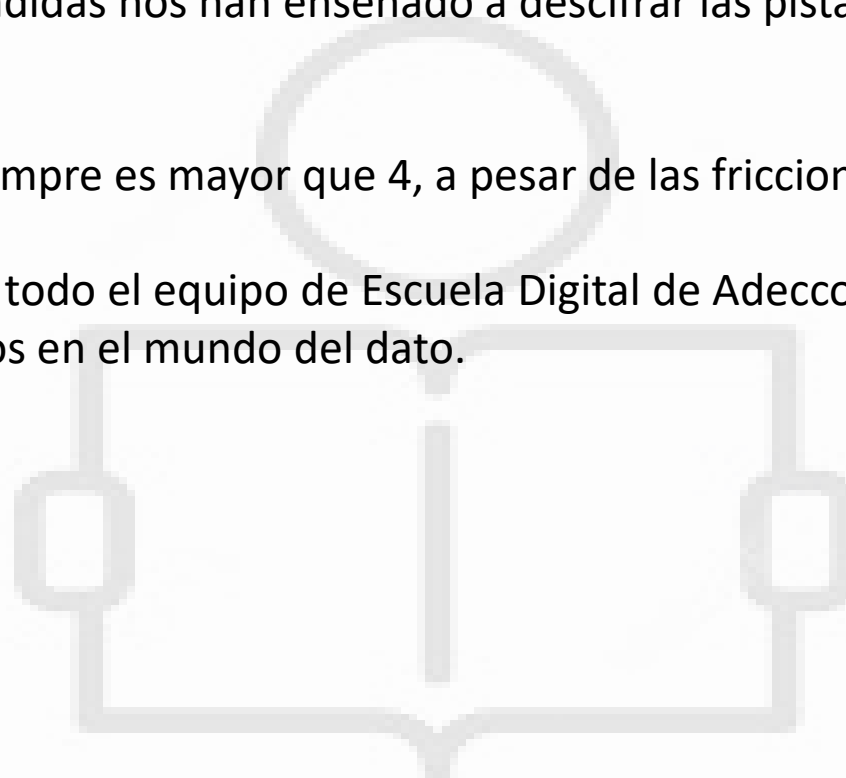 didas nos han enseñado a descifrar las pista
mpre es mayor que 4, a pesar de las friccion
todo el equipo de Escuela Digital de Adecco
os en el mundo del dato.